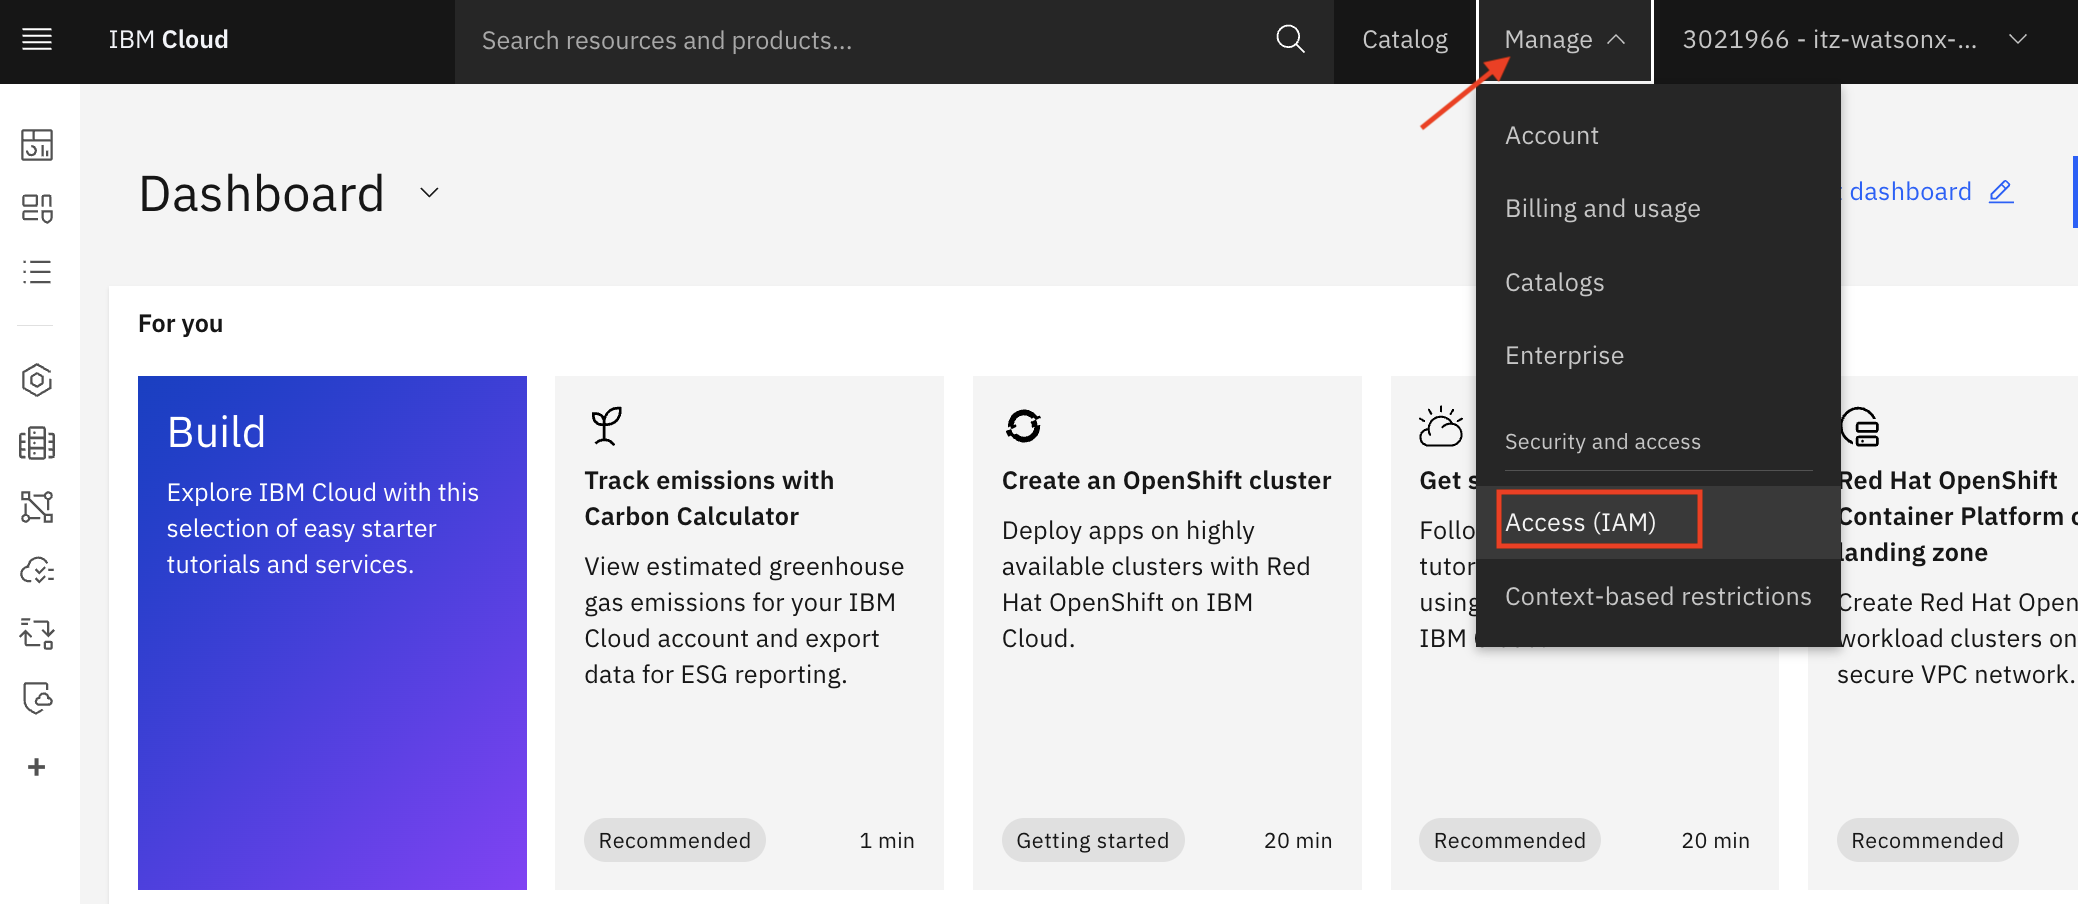 IBM Cloud
Search resources and products...
Catalog
Manage
3021966 - itz-watsonx-...
Account
Billing and usage
Catalogs
Enterprise
Security and access
Access (IAM)
Context-based restrictions
Dashboard
dashboard
For you
Build
Explore IBM Cloud with this
selection of easy starter
tutorials and services.
Track emissions with
Carbon Calculator
View estimated greenhouse
gas emissions for your IBM
Cloud account and export
data for ESG reporting.
Recommended
1 min
Create an OpenShift cluster
Deploy apps on highly
available clusters with Red
Hat OpenShift on IBM
Cloud.
Getting started
20 min
Get
using
IBM
Recommended
20 min
Red Hat OpenShift
Container Platform
landing zone
Create Red Hat Open
workload clusters on
secure VPC network.
Recommended